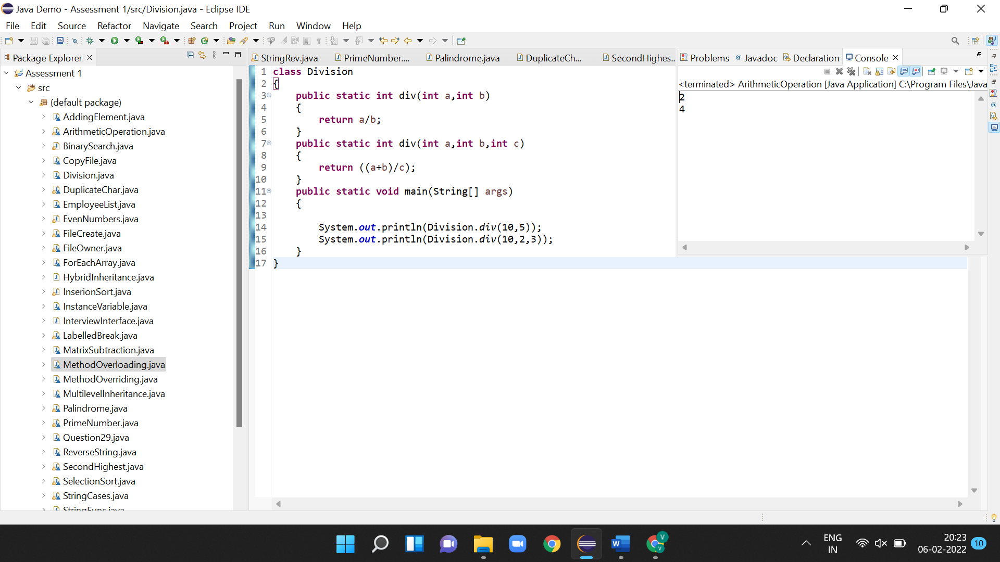 Java Demo - Assessment 1/src/Division.java - Eclipse IDE
File Edit Source Refactor Navigate Search Project Run Window Help
Package Explorer
StringRev.java PrimeNumber.... Palindrome.java DuplicateCh... SecondHighes...
Problems Javadoc Declaration Console
<terminated> ArithmeticOperation [Java Application] C:\Program Files\Java
2
4
Assessment 1
src
(default package)
AddingElement.java
ArithmeticOperation.java
BinarySearch.java
CopyFile.java
Division.java
DuplicateChar.java
EmployeeList.java
EvenNumbers.java
FileCreate.java
FileOwner.java
ForEachArray.java
HybridInheritance.java
InserionSort.java
InstanceVariable.java
InterviewInterface.java
LabelledBreak.java
MatrixSubtraction.java
MethodOverloading.java
MethodOverriding.java
MultilevelInheritance.java
Palindrome.java
PrimeNumber.java
Question29.java
ReverseString.java
SecondHighest.java
SelectionSort.java
StringCases.java
StringFunc.java
1 class Division
2 {
3 public static int div(int a,int b)
4 {
5 return a/b;
6 }
7 public static int div(int a,int b,int c)
8 {
9 return ((a+b)/c);
10 }
11 public static void main(String[] args)
12 {
13
14 System.out.println(Division.div(10,5));
15 System.out.println(Division.div(10,2,3));
16 }
17 }
ENG
IN
20:23
06-02-2022
10